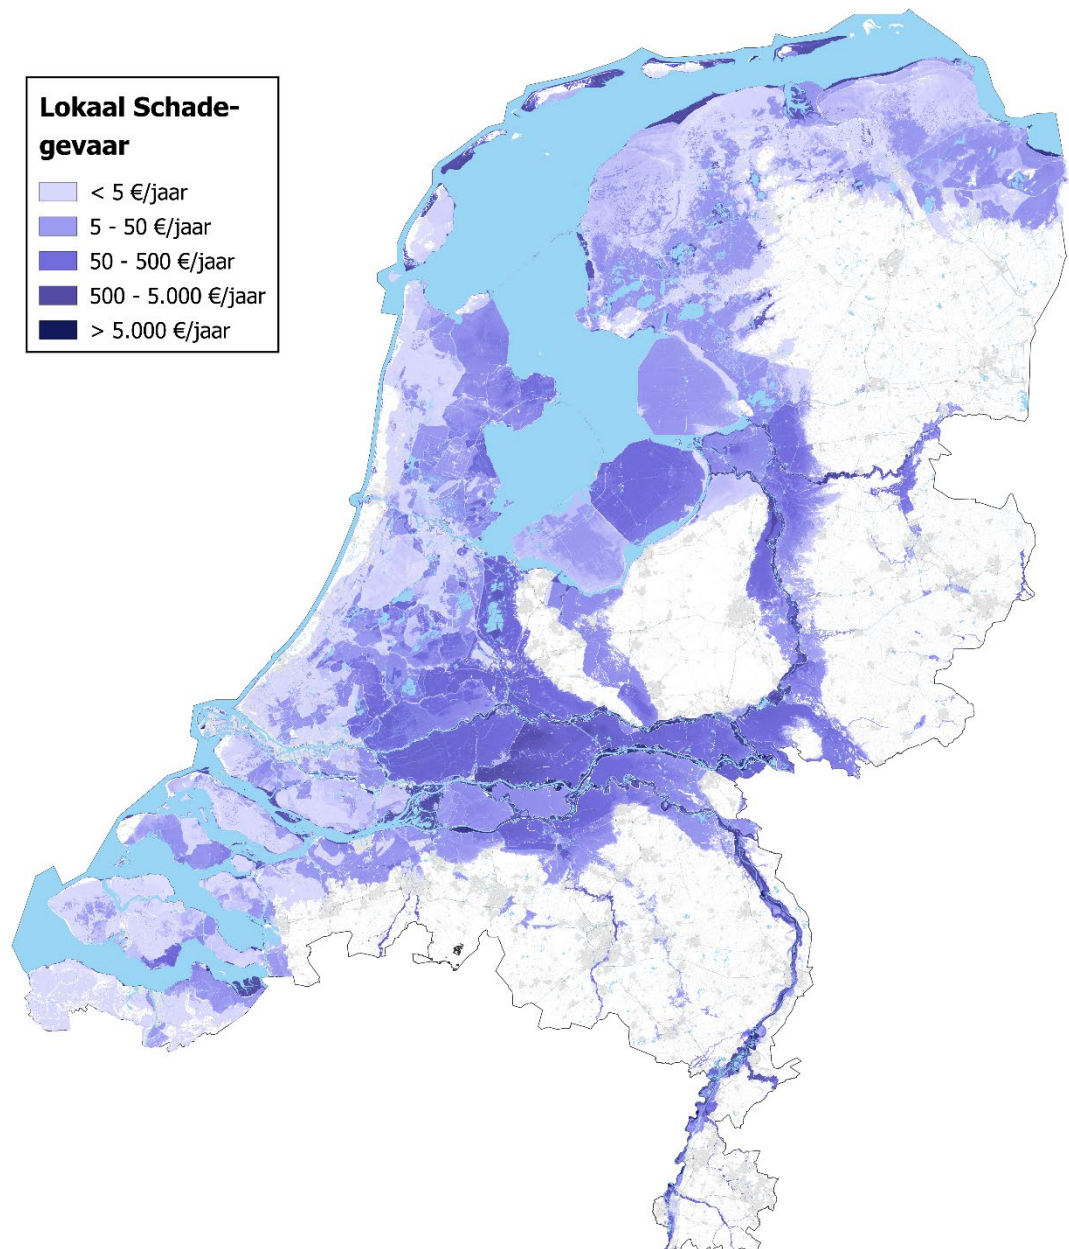 Lokaal Schade-
gevaar
< 5 €/jaar
5 - 50 €/jaar
50 - 500 €/jaar
500 - 5.000 €/jaar
> 5.000 €/jaar